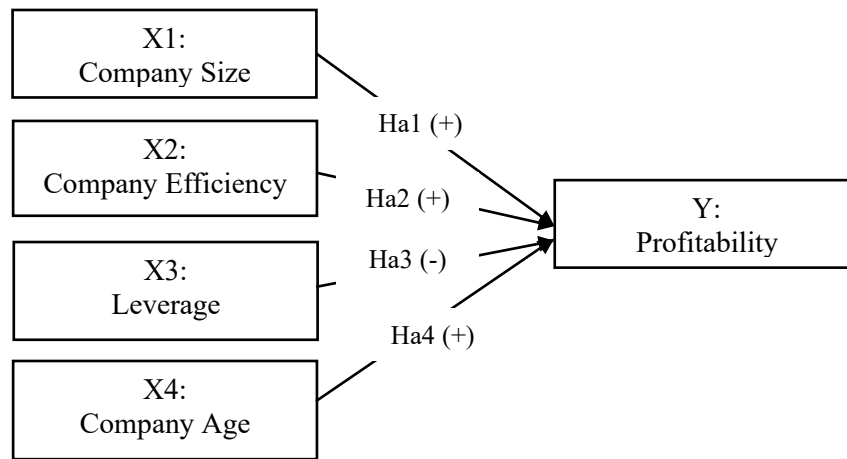 X1:
Company Size
Ha1 (+)
X2:
Company Efficiency
Ha2 (+)
Y:
Profitability
X3:
Leverage
Ha3 (-)
Ha4 (+)
X4:
Company Age